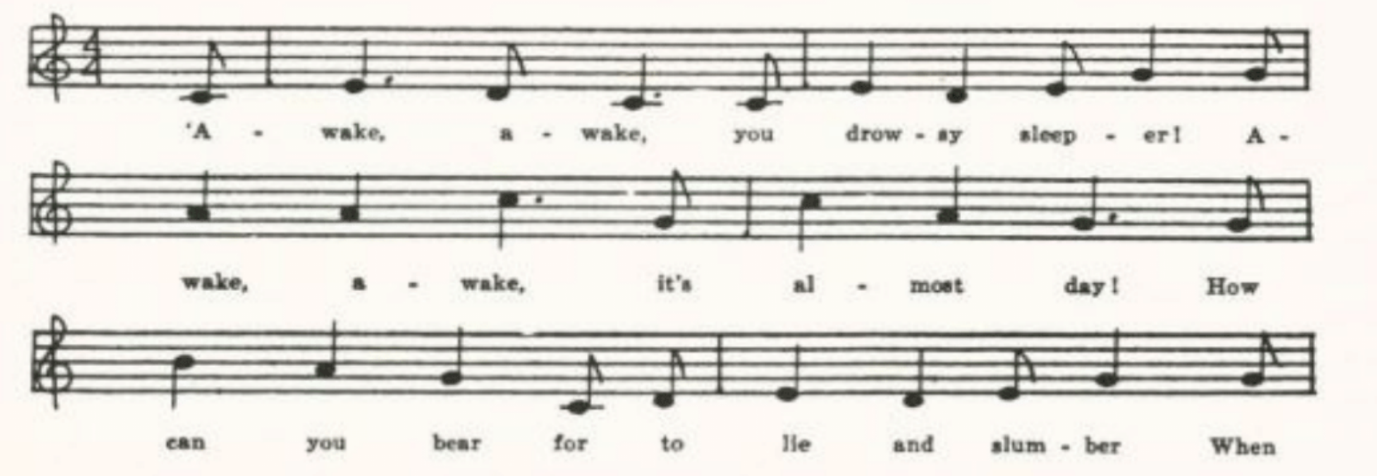 'A - wake, a - wake, you drow - sy sleep - er! A -
wake, a - wake, it's al - most day! How
can you bear for to lie and slum - ber When